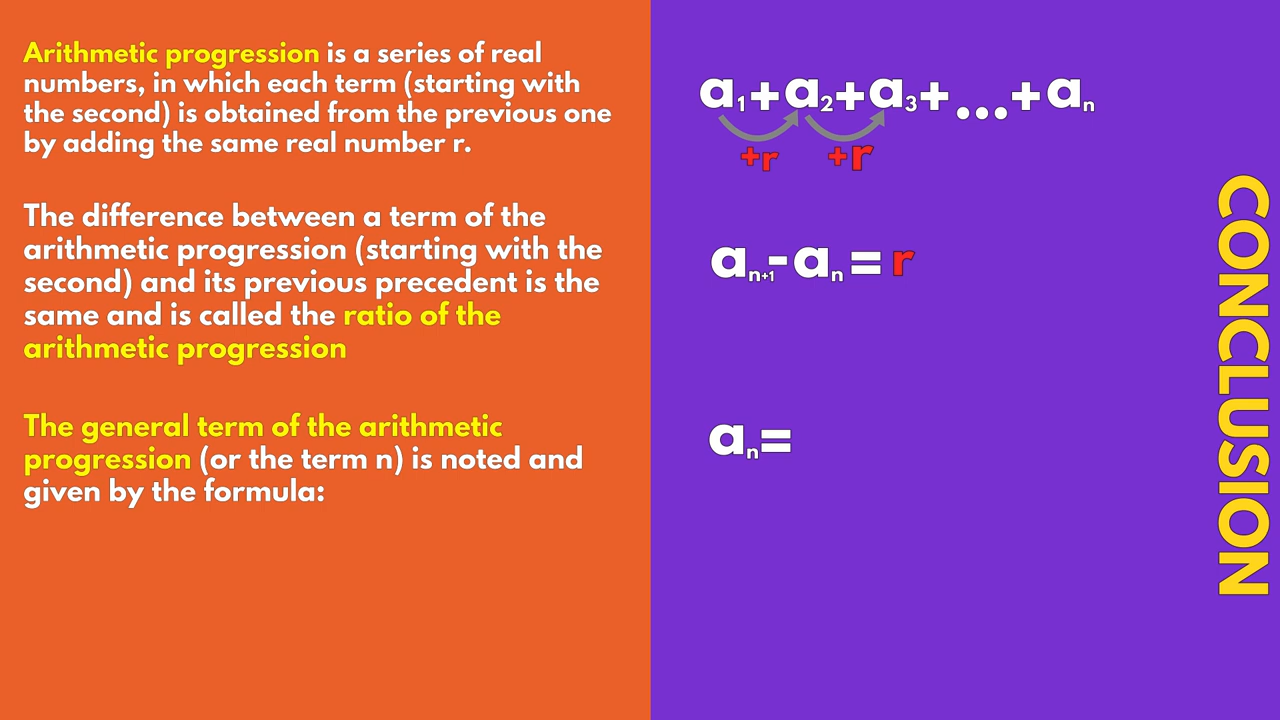 Arithmetic progression is a series of real
numbers, in which each term (starting with
the second) is obtained from the previous one
by adding the same real number r.
The difference between a term of the
arithmetic progression (starting with the
second) and its previous precedent is the
same and is called the ratio of the
arithmetic progression
The general term of the arithmetic
progression (or the term n) is noted and
given by the formula:
a₁+a₂+a₃+...+aₙ
+r +r
aₙ₊₁-aₙ=r
aₙ=
CONCLUSION